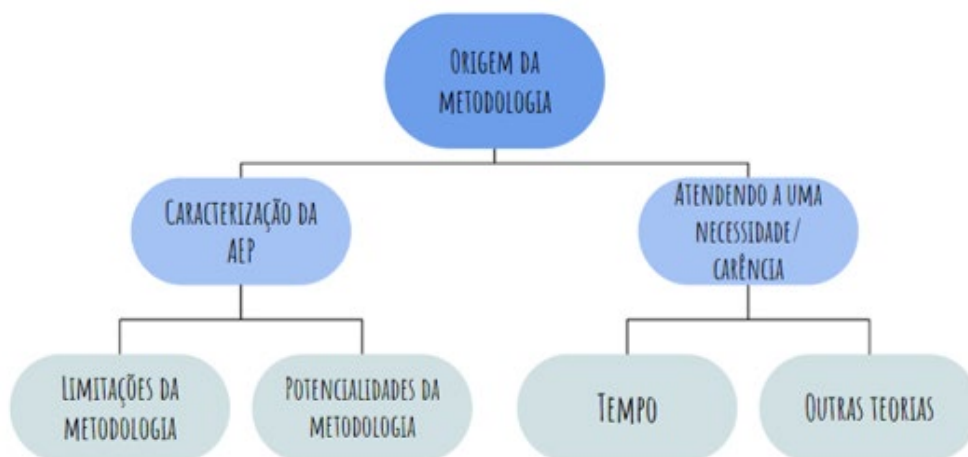 ORIGEM DA
METODOLOGIA
CARACTERIZAÇÃO DA
AEP
ATENDENDO A UMA
NECESSIDADE/
CARÊNCIA
LIMITAÇÕES DA
METODOLOGIA
POTENCIALIDADES DA
METODOLOGIA
TEMPO
OUTRAS TEORIAS